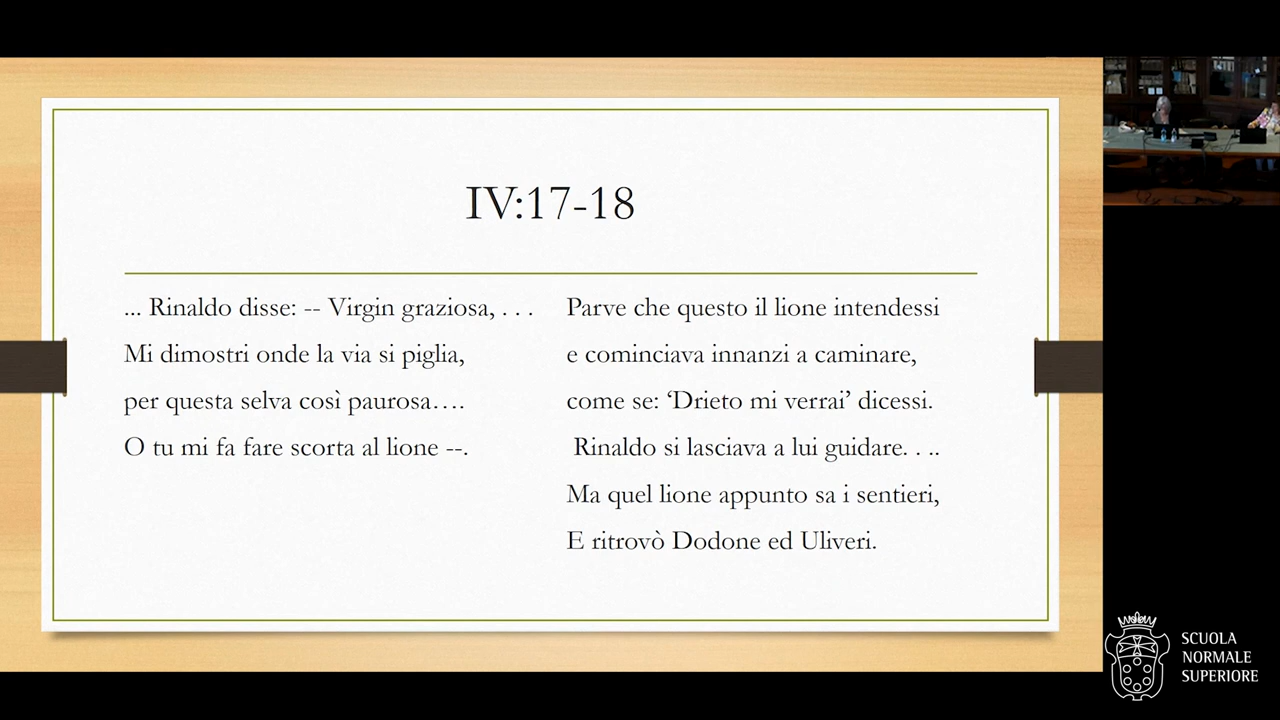 IV:17-18
... Rinaldo disse: -- Virgin graziosa, . . .
Mi dimostri onde la via si piglia,
per questa selva così paurosa….
O tu mi fa fare scorta al lione --.
Parve che questo il lione intendessi
e cominciava innanzi a caminare,
come se: ‘Drieto mi verrai’ dicessi.
Rinaldo si lasciava a lui guidare. . ..
Ma quel lione appunto sa i sentieri,
E ritrovò Dodone ed Uliveri.
SCUOLA
NORMALE
SUPERIORE